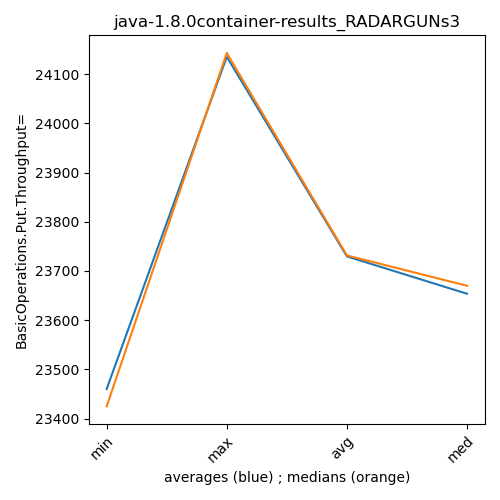 java-1.8.0container-results_RADARGUNs3
BasicOperations.Put.Throughput=
24100
24000
23900
23800
23700
23600
23500
23400
min
max
avg
med
averages (blue) ; medians (orange)